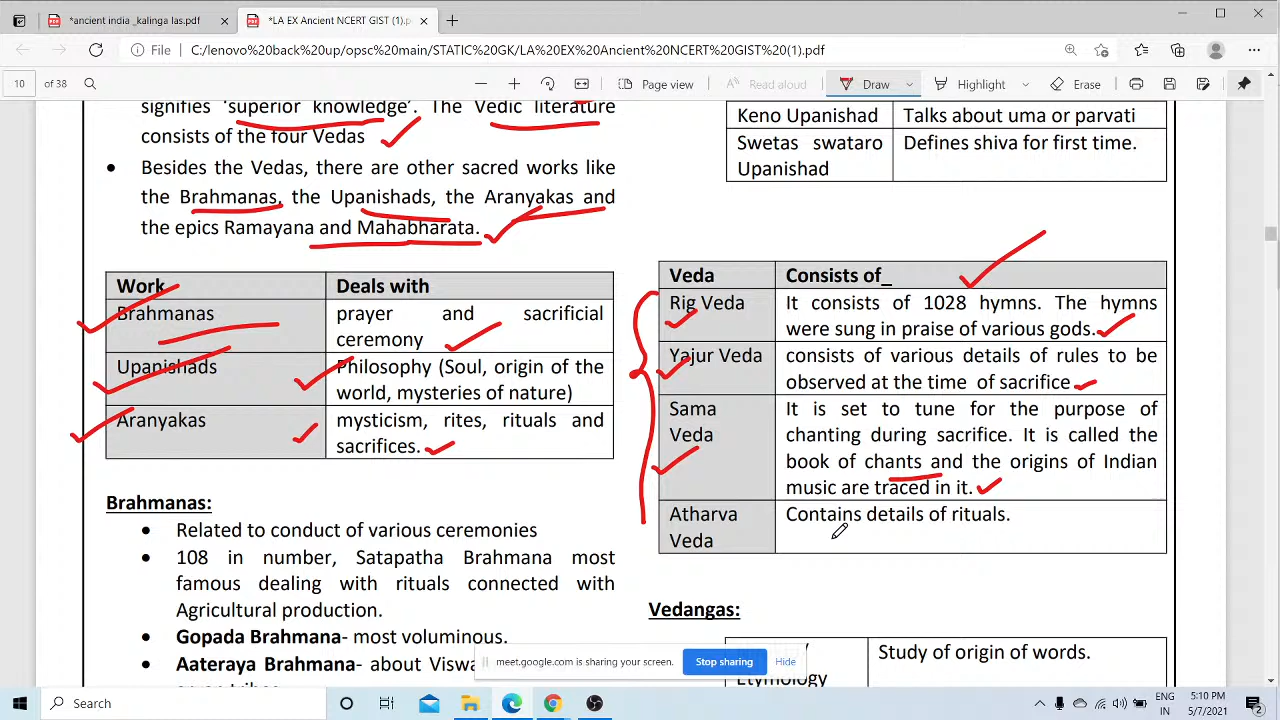 *ancient india _kalinga Ias.pdf
*LA EX Ancient NCERT GIST (1).p
File
C:/lenovo%20back%20up/opsc%20main/STATIC%20GK/LA%20EX%20Ancient%20NCERT%20GIST%20(1).pdf
10 of 38
Page view
Read aloud
Draw
Highlight
Erase
signifies ‘superior knowledge’. The Vedic literature
consists of the four Vedas
• Besides the Vedas, there are other sacred works like
the Brahmanas, the Upanishads, the Aranyakas and
the epics Ramayana and Mahabharata.
Work Deals with
Brahmanas prayer and sacrificial
ceremony
Upanishads Philosophy (Soul, origin of the
world, mysteries of nature)
Aranyakas mysticism, rites, rituals and
sacrifices.
Brahmanas:
• Related to conduct of various ceremonies
• 108 in number, Satapatha Brahmana most
famous dealing with rituals connected with
Agricultural production.
• Gopada Brahmana- most voluminous.
• Aateraya Brahmana- about Viswa
Keno Upanishad Talks about uma or parvati
Swetas swataro Defines shiva for first time.
Upanishad
Veda Consists of_
Rig Veda It consists of 1028 hymns. The hymns
were sung in praise of various gods.
Yajur Veda consists of various details of rules to be
observed at the time of sacrifice
Sama It is set to tune for the purpose of
Veda chanting during sacrifice. It is called the
book of chants and the origins of Indian
music are traced in it.
Atharva Contains details of rituals.
Veda
Vedangas:
Study of origin of words.
Etymology
meet.google.com is sharing your screen.
Stop sharing
Hide
Search
ENG
IN
5:10 PM
5/7/2021
2